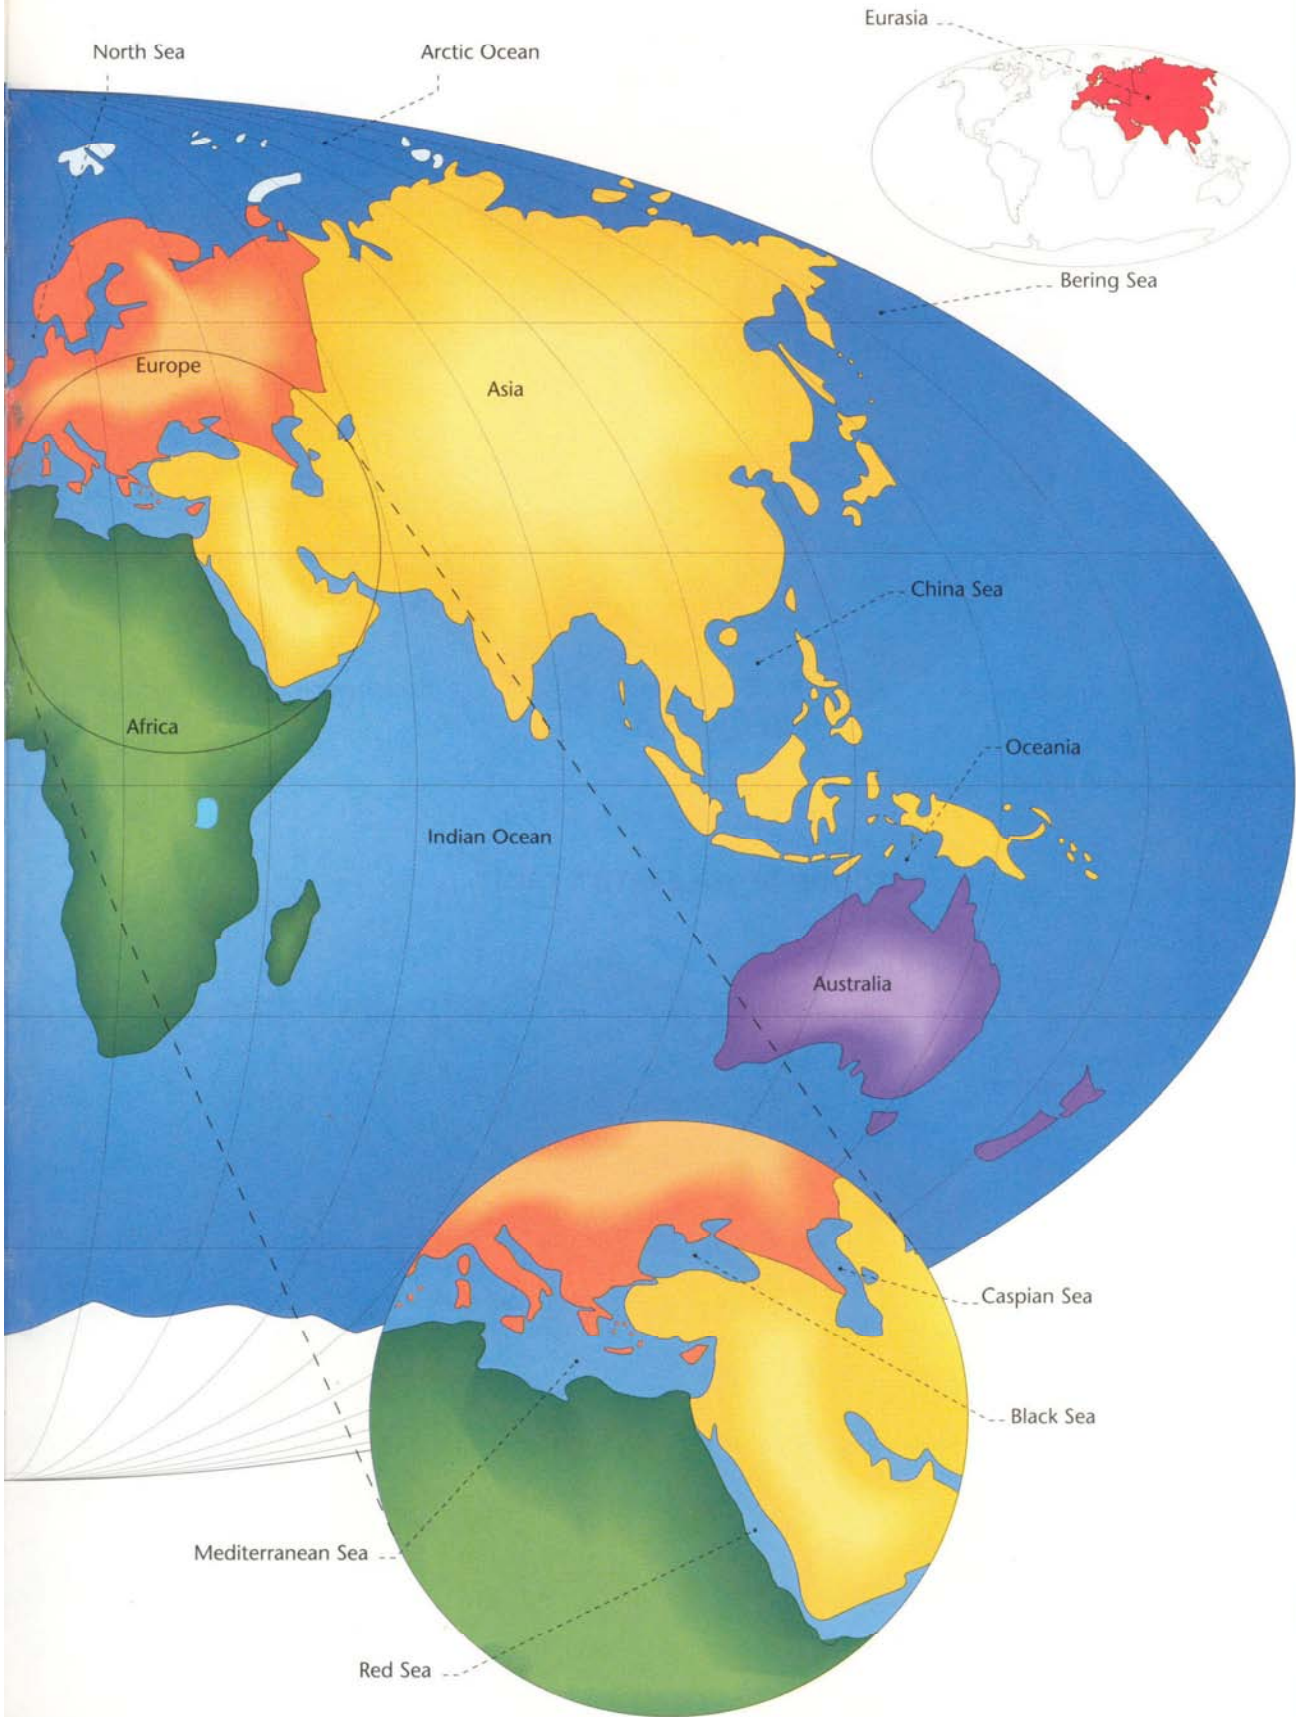 Eurasia
North Sea
Arctic Ocean
Bering Sea
Europe
Asia
China Sea
Africa
Oceania
Indian Ocean
Australia
Caspian Sea
Black Sea
Mediterranean Sea
Red Sea